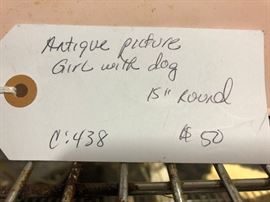 Antique picture
Girl with dog
15" Round
C:438 $50